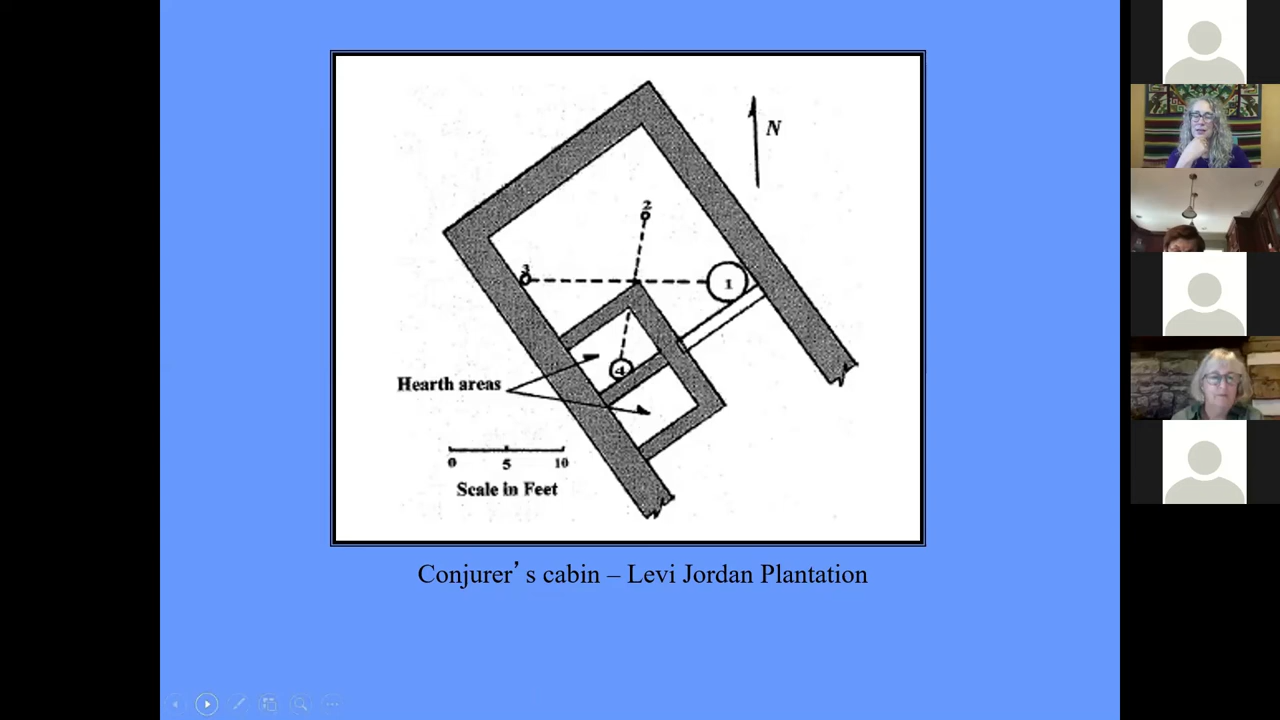 N
2
3
1
4
Hearth areas
0 5 10
Scale in Feet
Conjurer’s cabin – Levi Jordan Plantation